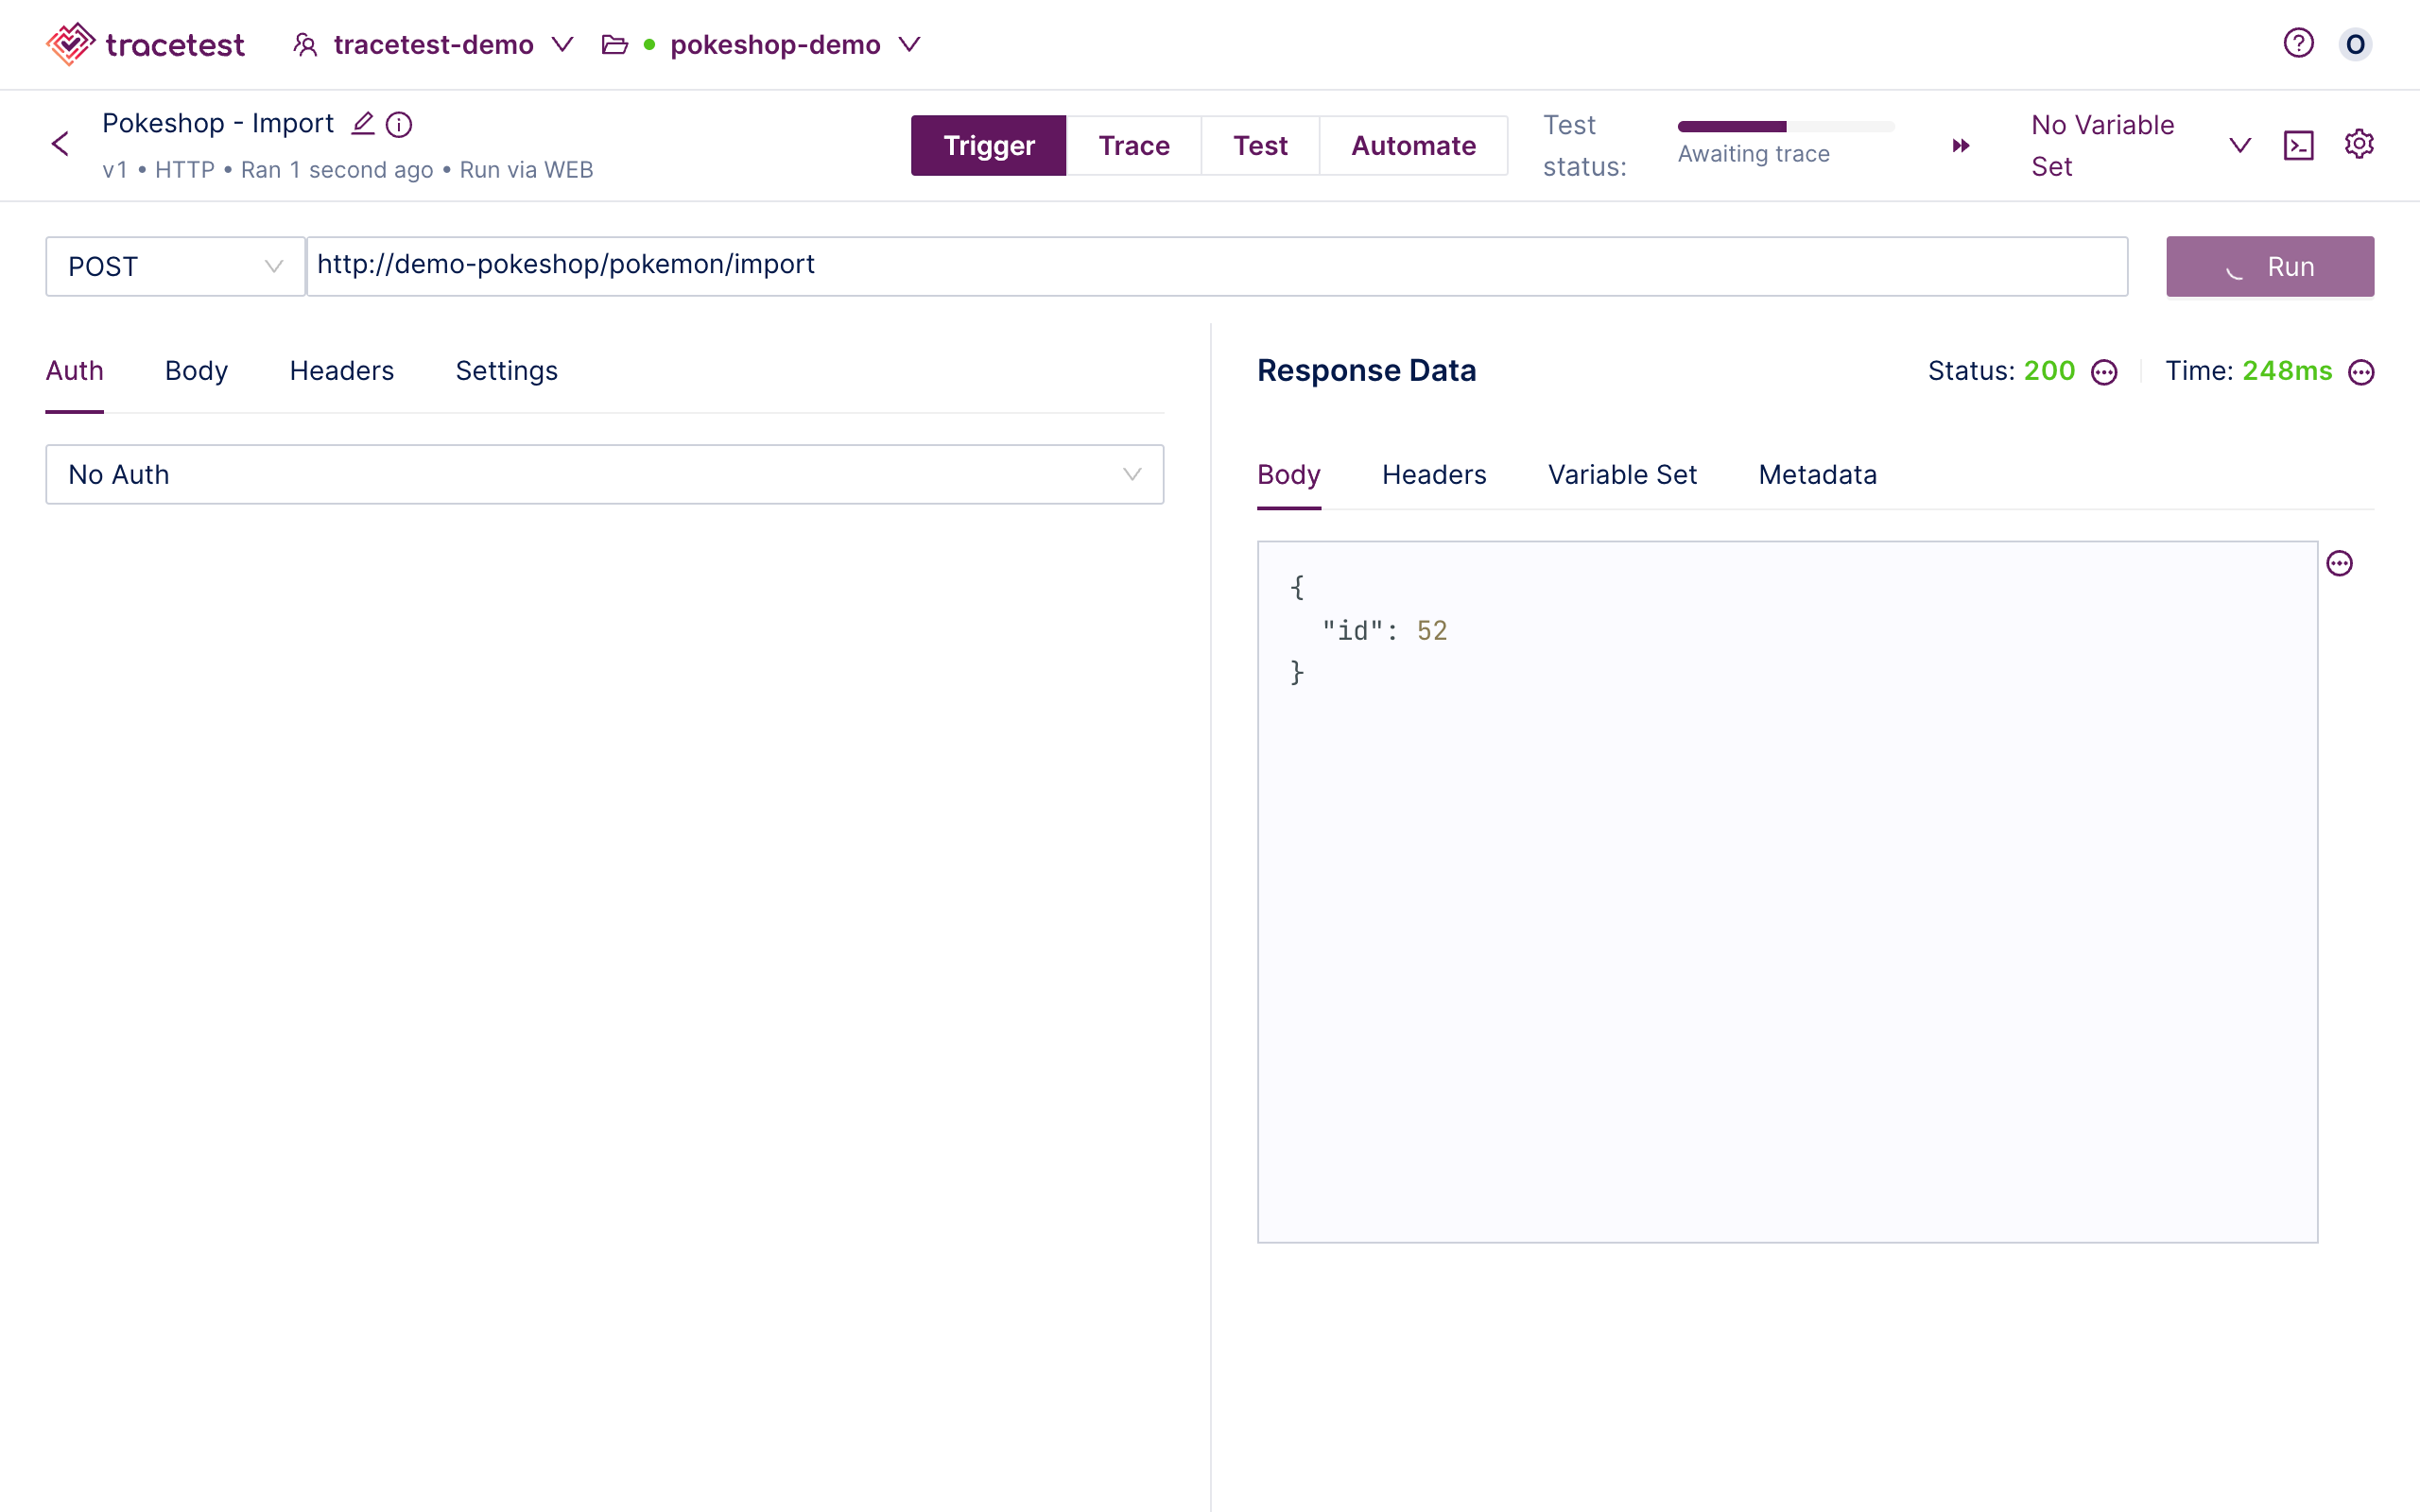 tracetest
tracetest-demo
pokeshop-demo
O
Pokeshop - Import
v1 • HTTP • Ran 1 second ago • Run via WEB
Trigger
Trace
Test
Automate
Test
status:
Awaiting trace
No Variable
Set
POST
http://demo-pokeshop/pokemon/import
Run
Auth
Body
Headers
Settings
No Auth
Response Data
Status: 200
Time: 248ms
Body
Headers
Variable Set
Metadata
{
"id": 52
}